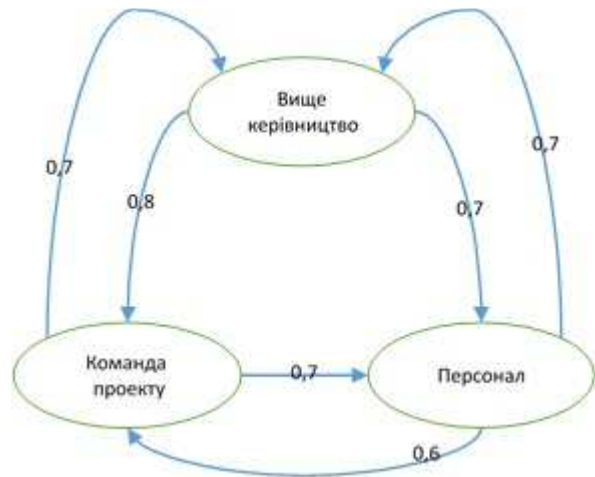 Вище
керівництво
0,7
0,7
0,8
0,7
Команда
проекту
0,7
Персонал
0,6